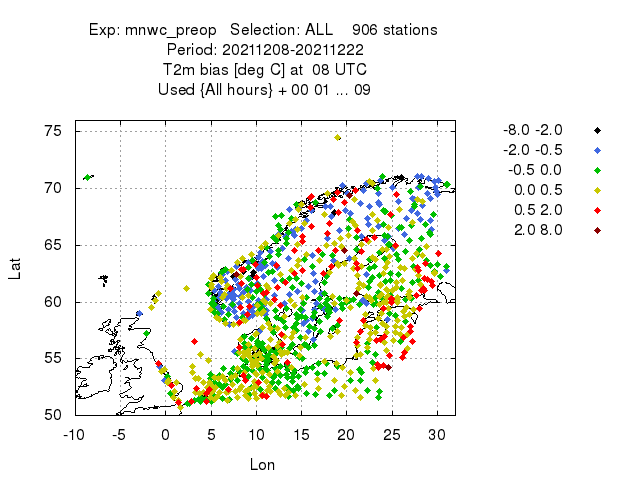 Exp: mnwc_preop   Selection: ALL    906 stations
Period: 20211208-20211222
T2m bias [deg C] at  08 UTC
Used {All hours} + 00 01 ... 09
75
70
65
60
55
50
-10 -5 0 5 10 15 20 25 30
Lat
Lon
-8.0 -2.0
-2.0 -0.5
-0.5 0.0
0.0 0.5
0.5 2.0
2.0 8.0